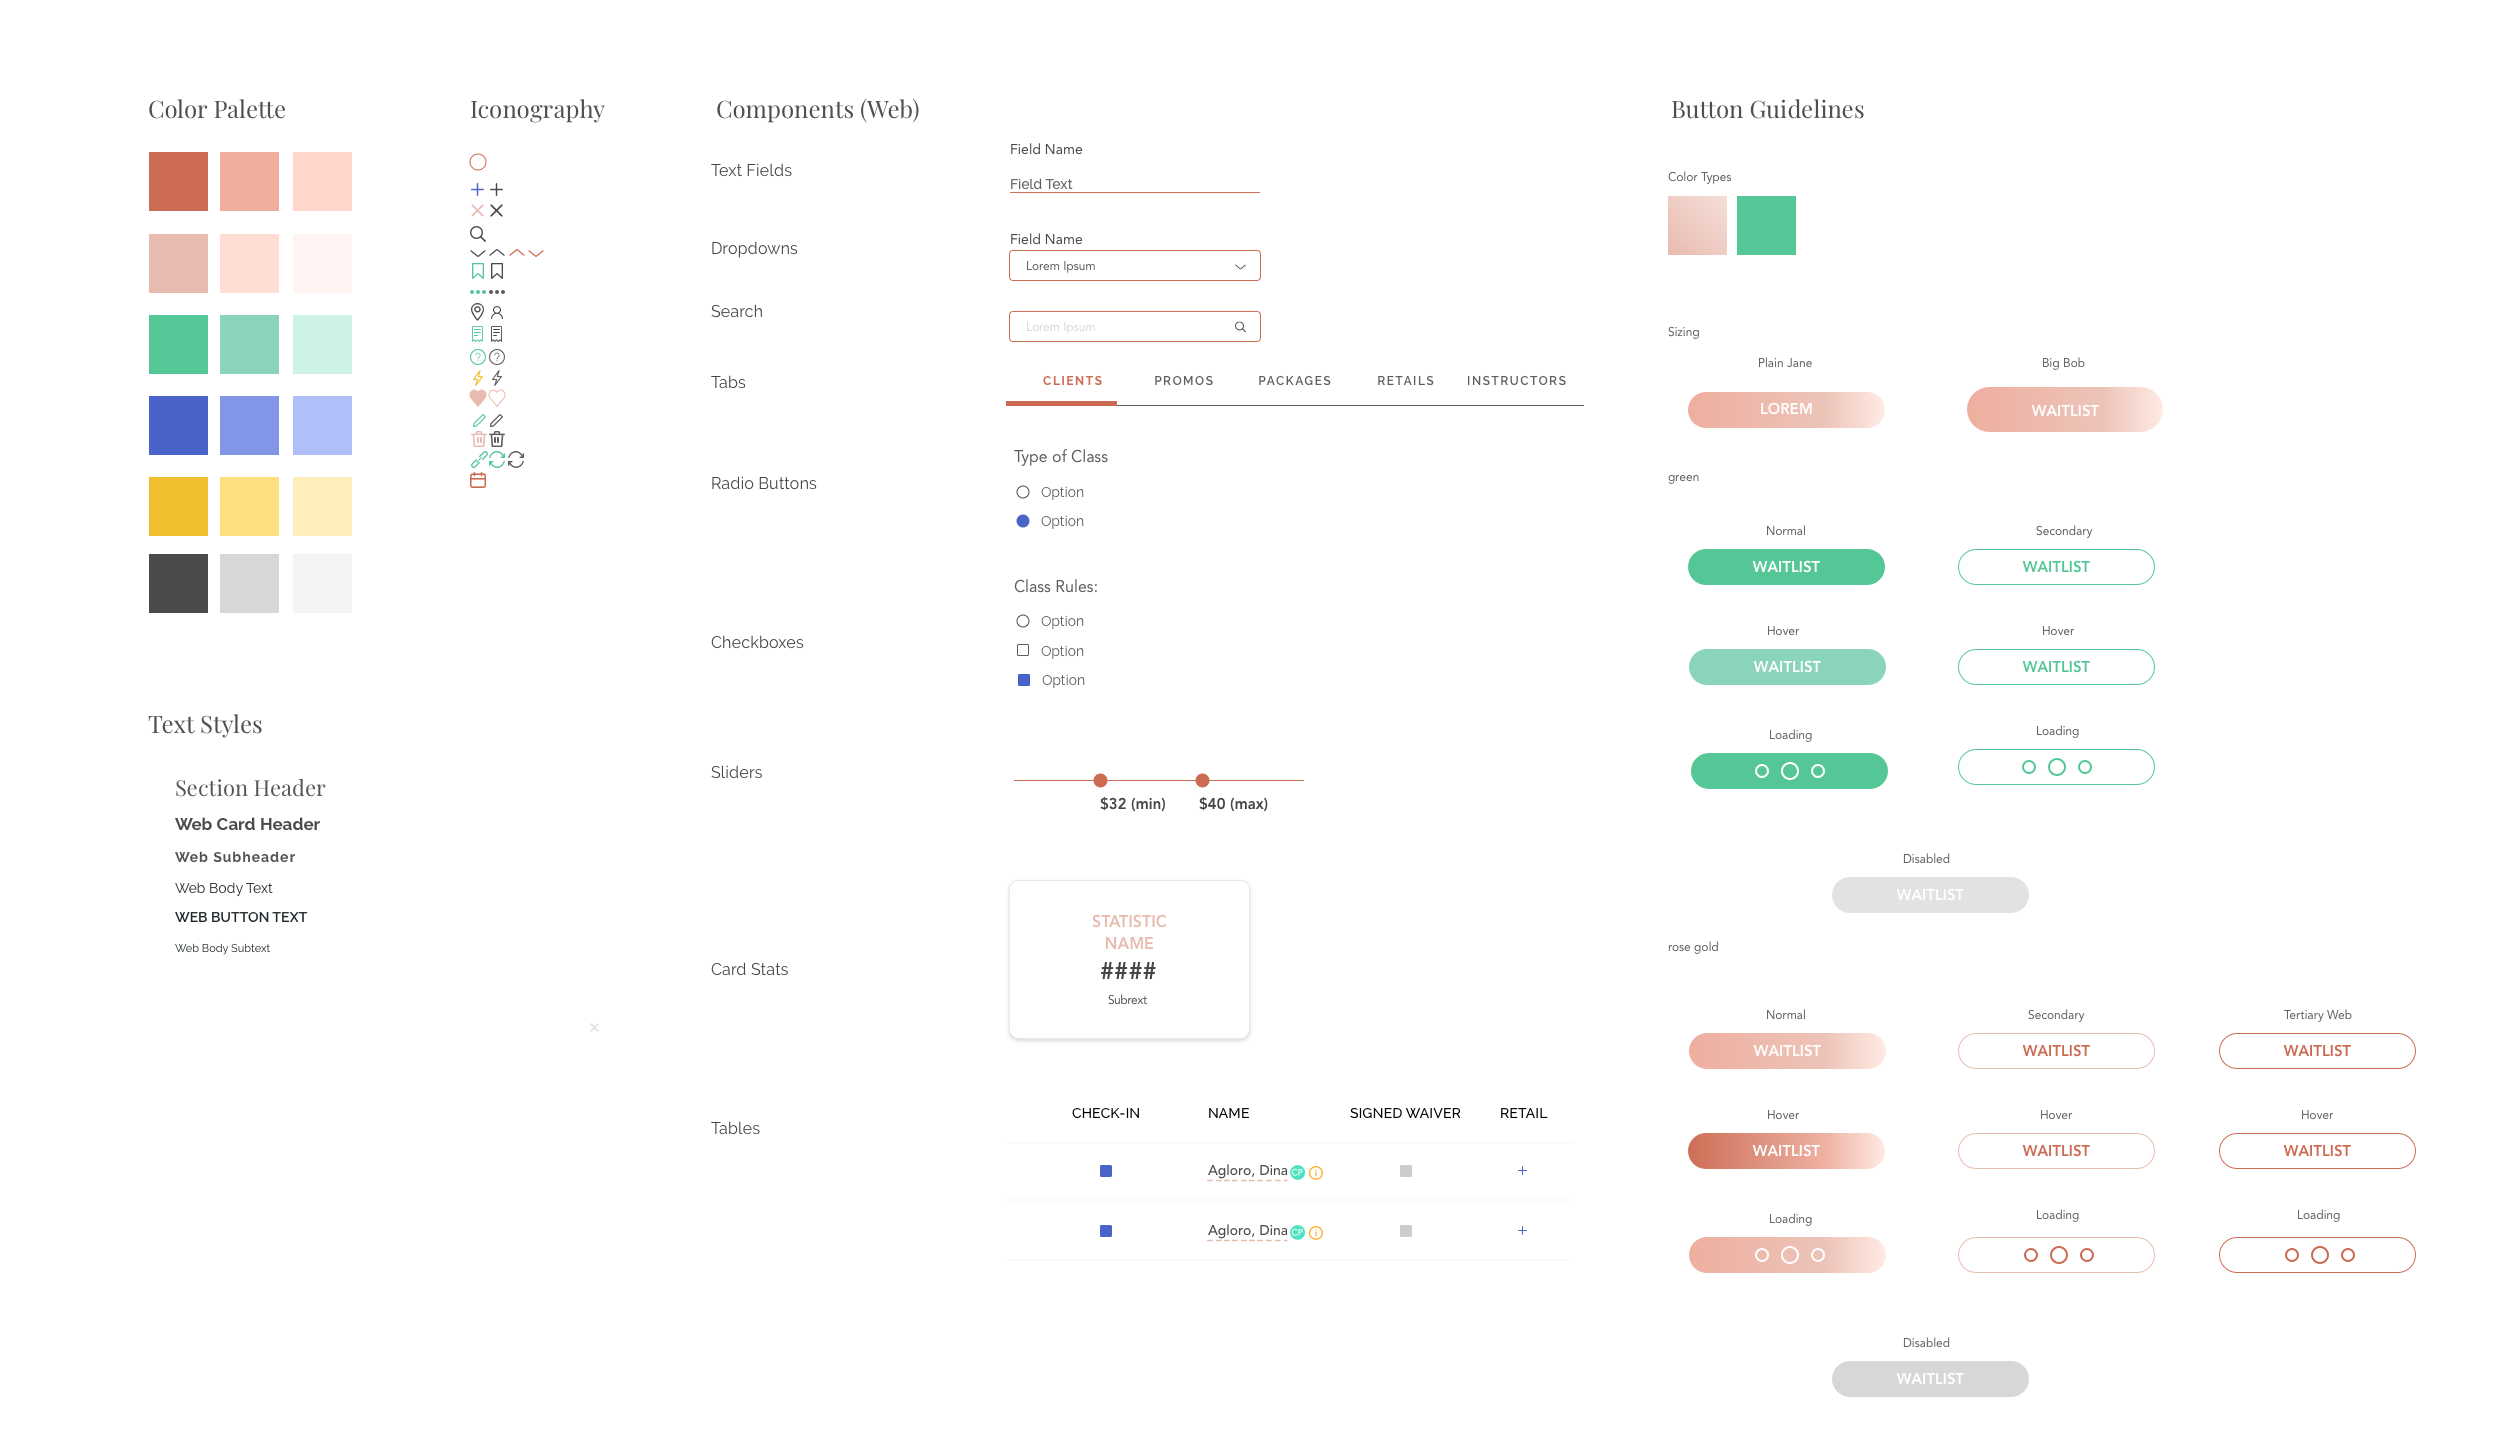 Color Palette
Iconography
Components (Web)
Button Guidelines
Text Styles
Section Header
Web Card Header
Web Subheader
Web Body Text
WEB BUTTON TEXT
Web Body Subtext
Text Fields
Field Name
Field Text
Dropdowns
Field Name
Lorem Ipsum
Search
Lorem Ipsum
Tabs
CLIENTS PROMOS PACKAGES RETAILS INSTRUCTORS
Radio Buttons
Type of Class
Option
Option
Checkboxes
Class Rules:
Option
Option
Option
Sliders
$32 (min) $40 (max)
Card Stats
STATISTIC
NAME
####
Subrext
Tables
CHECK-IN NAME SIGNED WAIVER RETAIL
Agloro, Dina CP i
Agloro, Dina CP i
Color Types
Sizing
Plain Jane Big Bob
LOREM WAITLIST
green
Normal Secondary
WAITLIST WAITLIST
Hover Hover
WAITLIST WAITLIST
Loading Loading
Disabled
WAITLIST
rose gold
Normal Secondary Tertiary Web
WAITLIST WAITLIST WAITLIST
Hover Hover Hover
WAITLIST WAITLIST WAITLIST
Loading Loading Loading
Disabled
WAITLIST